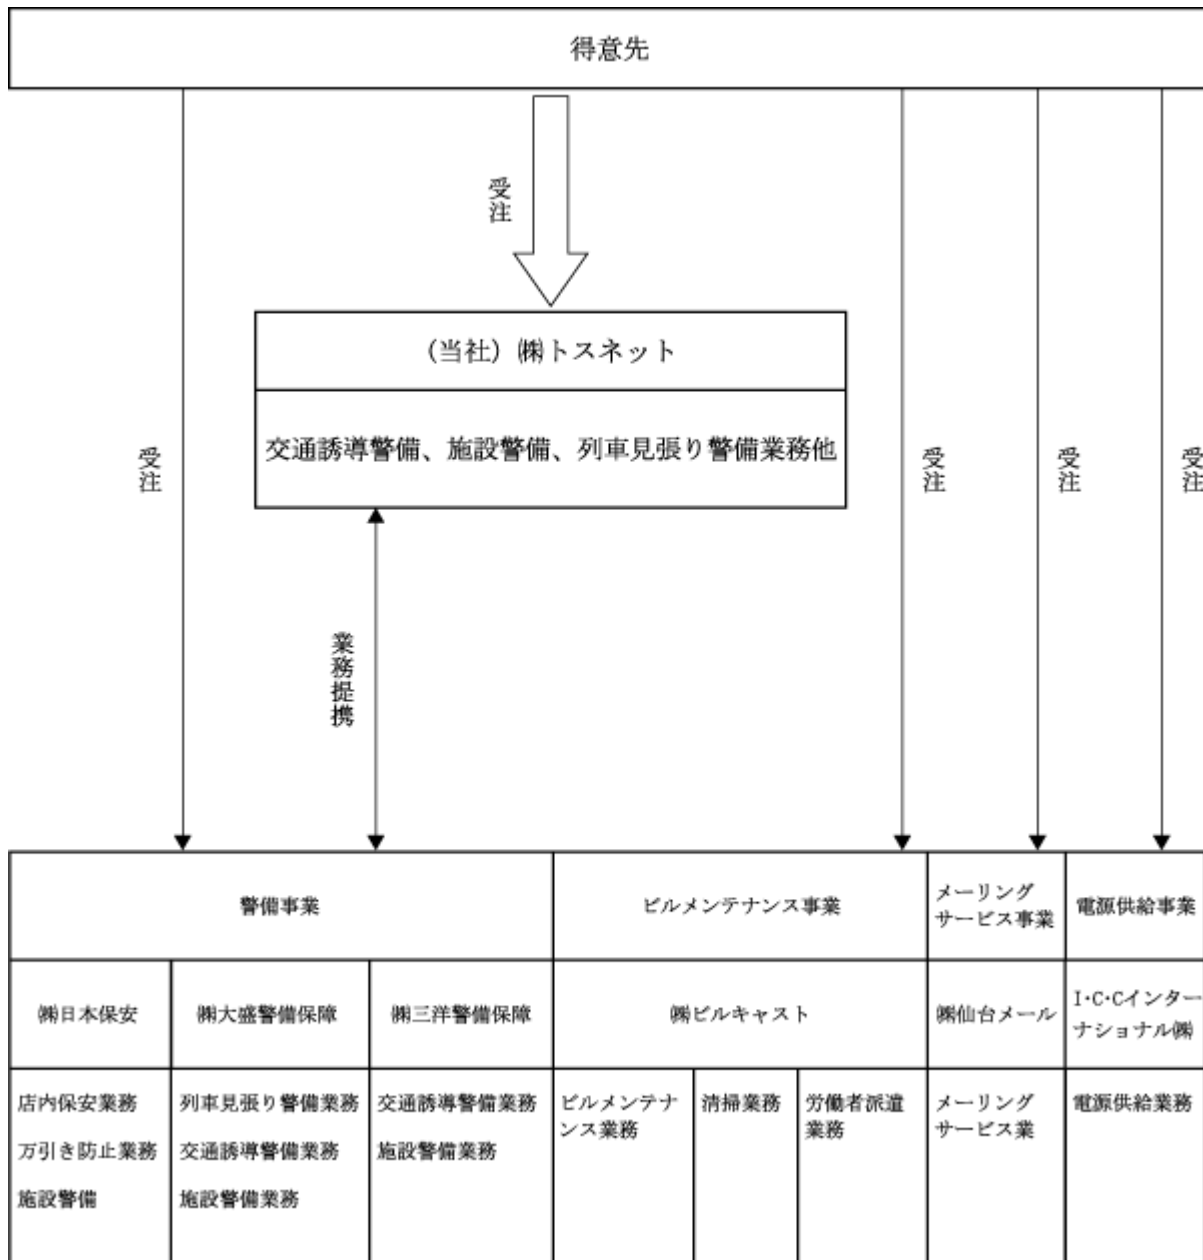 得意先
受注
(当社)㈱トスネット
交通誘導警備、施設警備、列車見張り警備業務他
受注
受注
受注
受注
業務提携
警備事業
ビルメンテナンス事業
メーリング
サービス事業
電源供給事業
㈱日本保安
㈱大盛警備保障
㈱三洋警備保障
㈱ビルキャスト
㈱仙台メール
I・C・Cインター
ナショナル㈱
店内保安業務
万引き防止業務
施設警備
列車見張り警備業務
交通誘導警備業務
施設警備業務
交通誘導警備業務
施設警備業務
ビルメンテナ
ンス業務
清掃業務
労働者派遣
業務
メーリング
サービス業
電源供給業務